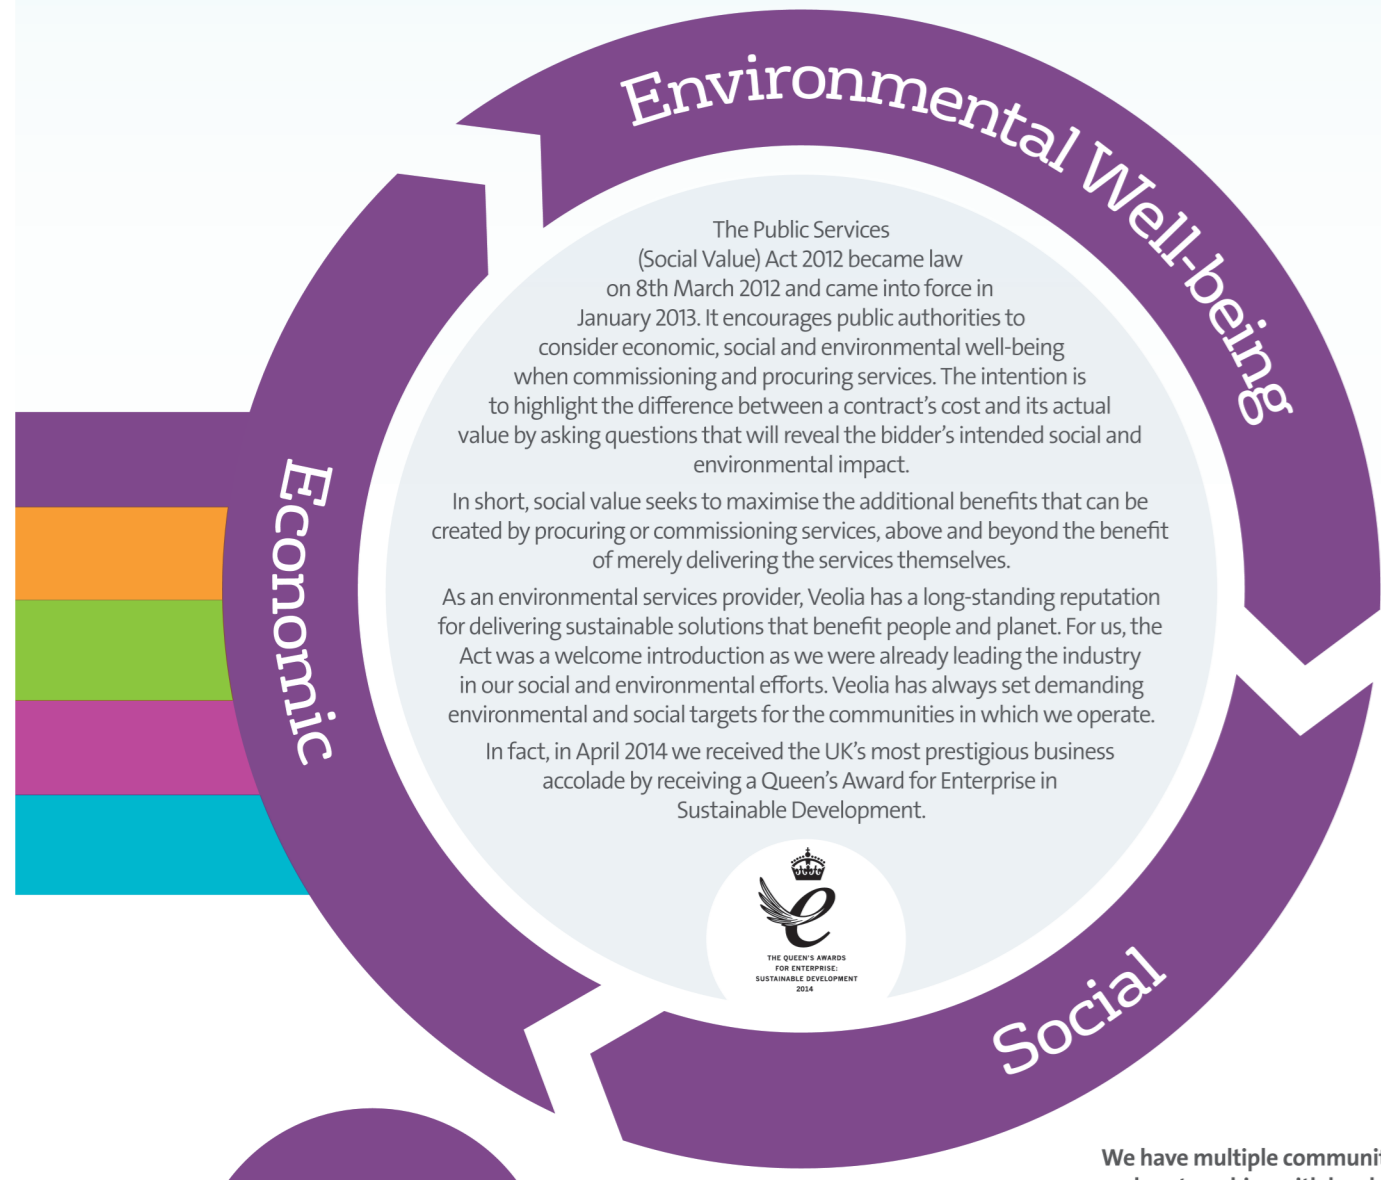 Environmental Well-being
The Public Services
(Social Value) Act 2012 became law
on 8th March 2012 and came into force in
January 2013. It encourages public authorities to
consider economic, social and environmental well-being
when commissioning and procuring services. The intention is
to highlight the difference between a contract's cost and its actual
value by asking questions that will reveal the bidder's intended social and
environmental impact.
In short, social value seeks to maximise the additional benefits that can be
created by procuring or commissioning services, above and beyond the benefit
of merely delivering the services themselves.
As an environmental services provider, Veolia has a long-standing reputation
for delivering sustainable solutions that benefit people and planet. For us, the
Act was a welcome introduction as we were already leading the industry
in our social and environmental efforts. Veolia has always set demanding
environmental and social targets for the communities in which we operate.
In fact, in April 2014 we received the UK's most prestigious business
accolade by receiving a Queen's Award for Enterprise in
Sustainable Development.
e
THE QUEEN'S AWARDS
FOR ENTERPRISE:
SUSTAINABLE DEVELOPMENT
2014
Economic
Social
We have multiple